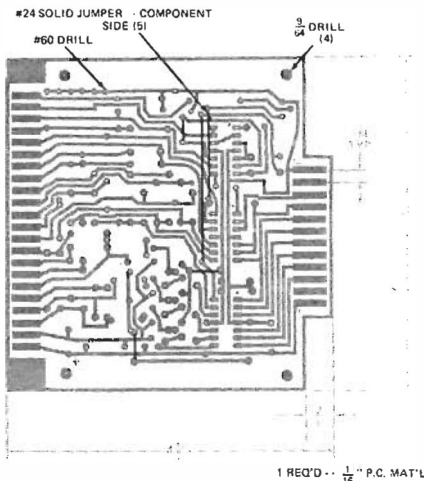 #24 SOLID JUMPER - COMPONENT
SIDE (5)
#60 DRILL
9/64 DRILL
(4)
1 REQ'D -- 1/16" P.C. MAT'L